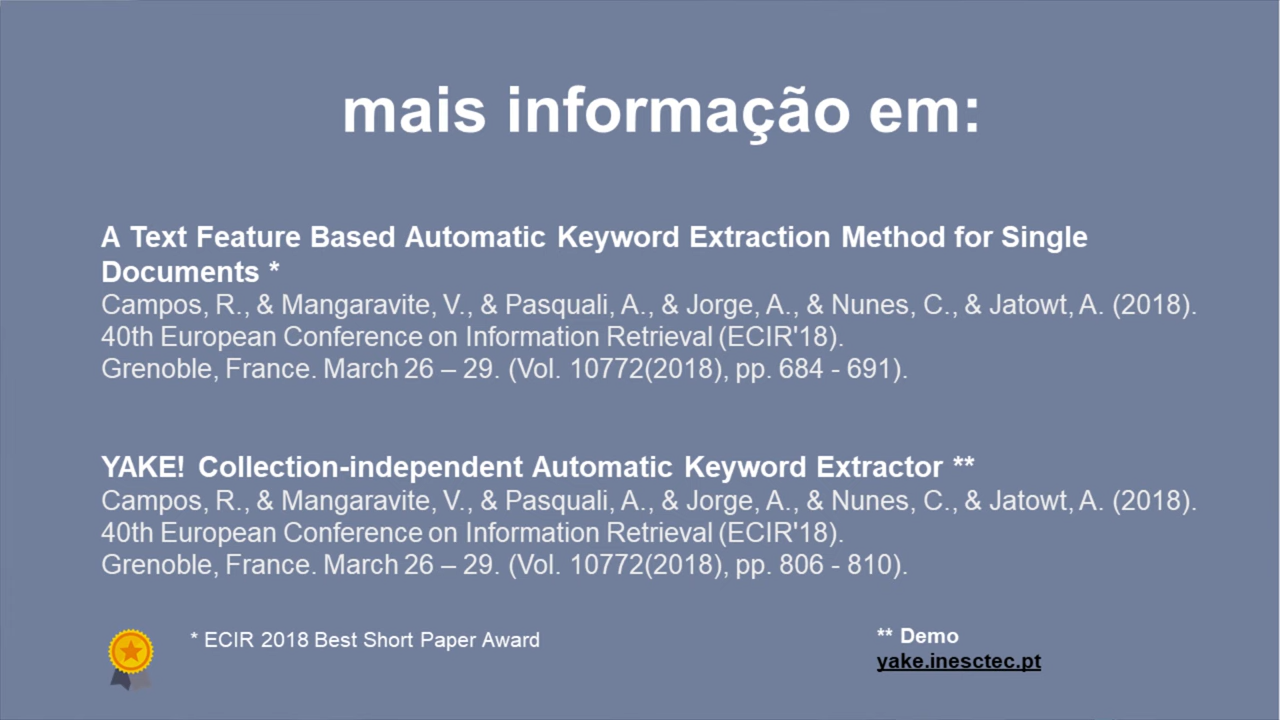 mais informação em:
A Text Feature Based Automatic Keyword Extraction Method for Single
Documents *
Campos, R., & Mangaravite, V., & Pasquali, A., & Jorge, A., & Nunes, C., & Jatowt, A. (2018).
40th European Conference on Information Retrieval (ECIR'18).
Grenoble, France. March 26 – 29. (Vol. 10772(2018), pp. 684 - 691).
YAKE! Collection-independent Automatic Keyword Extractor **
Campos, R., & Mangaravite, V., & Pasquali, A., & Jorge, A., & Nunes, C., & Jatowt, A. (2018).
40th European Conference on Information Retrieval (ECIR'18).
Grenoble, France. March 26 – 29. (Vol. 10772(2018), pp. 806 - 810).
* ECIR 2018 Best Short Paper Award
** Demo
yake.inesctec.pt